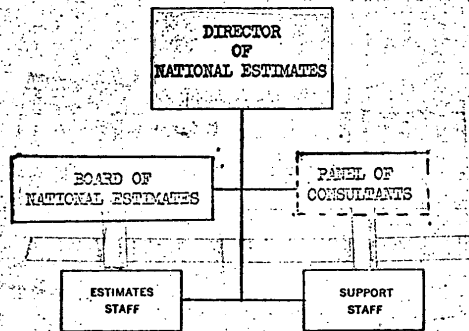 DIRECTOR
OF
NATIONAL ESTIMATES
BOARD OF
NATIONAL ESTIMATES
PANEL OF
CONSULTANTS
ESTIMATES
STAFF
SUPPORT
STAFF